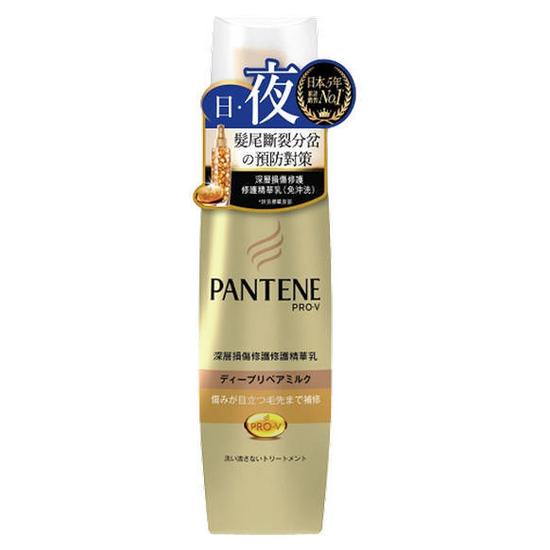 日・夜
日本5年
No.1
髮尾斷裂分岔
の預防對策
深層損傷修護
修護精華乳(免沖洗)
PANTENE
PRO-V
深層損傷修護修護精華乳
ディープリペアミルク
傷みが目立つ毛先まで補修
PRO-V
洗い流さないトリートメント